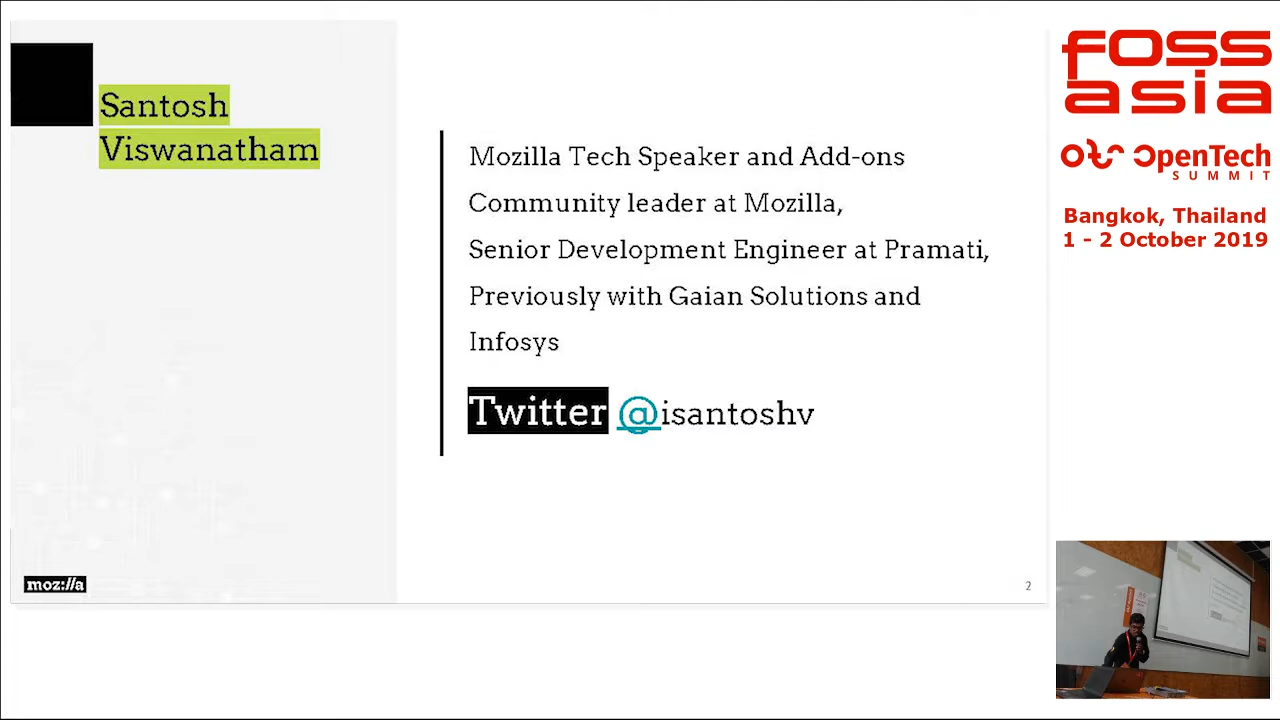 Santosh
Viswanatham
Mozilla Tech Speaker and Add-ons
Community leader at Mozilla,
Senior Development Engineer at Pramati,
Previously with Gaian Solutions and
Infosys
Twitter @isantoshv
moz://a
2
FOSS
asia
OpenTech
SUMMIT
Bangkok, Thailand
1 - 2 October 2019